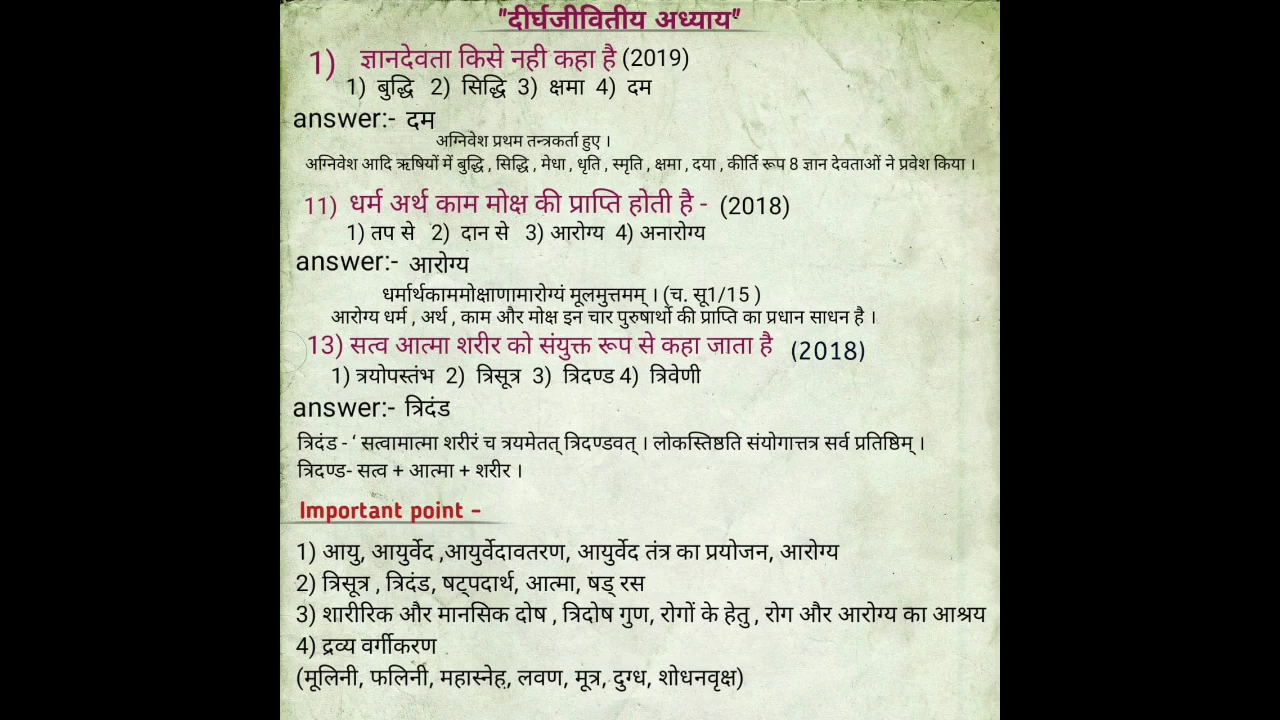 "दीर्घजीवितीय अध्याय"
1) ज्ञानदेवता किसे नही कहा है (2019)
1) बुद्धि 2) सिद्धि 3) क्षमा 4) दम
answer:- दम
अग्निवेश प्रथम तन्त्रकर्ता हुए ।
अग्निवेश आदि ऋषियों में बुद्धि , सिद्धि , मेधा , धृति , स्मृति , क्षमा , दया , कीर्ति रूप 8 ज्ञान देवताओं ने प्रवेश किया ।
11) धर्म अर्थ काम मोक्ष की प्राप्ति होती है - (2018)
1) तप से 2) दान से 3) आरोग्य 4) अनारोग्य
answer:- आरोग्य
धर्मार्थकाममोक्षाणामारोग्यं मूलमुत्तमम् । (च. सू1/15 )
आरोग्य धर्म , अर्थ , काम और मोक्ष इन चार पुरुषार्थो की प्राप्ति का प्रधान साधन है ।
13) सत्व आत्मा शरीर को संयुक्त रूप से कहा जाता है (2018)
1) त्रयोपस्तंभ 2) त्रिसूत्र 3) त्रिदण्ड 4) त्रिवेणी
answer:- त्रिदंड
त्रिदंड - ‘ सत्वामात्मा शरीरं च त्रयमेतत् त्रिदण्डवत् । लोकस्तिष्ठति संयोगात्तत्र सर्व प्रतिष्ठिम् ।
त्रिदण्ड- सत्व + आत्मा + शरीर ।
Important point -
1) आयु, आयुर्वेद ,आयुर्वेदावतरण, आयुर्वेद तंत्र का प्रयोजन, आरोग्य
2) त्रिसूत्र , त्रिदंड, षट्पदार्थ, आत्मा, षड् रस
3) शारीरिक और मानसिक दोष , त्रिदोष गुण, रोगों के हेतु , रोग और आरोग्य का आश्रय
4) द्रव्य वर्गीकरण
(मूलिनी, फलिनी, महास्नेह, लवण, मूत्र, दुग्ध, शोधनवृक्ष)